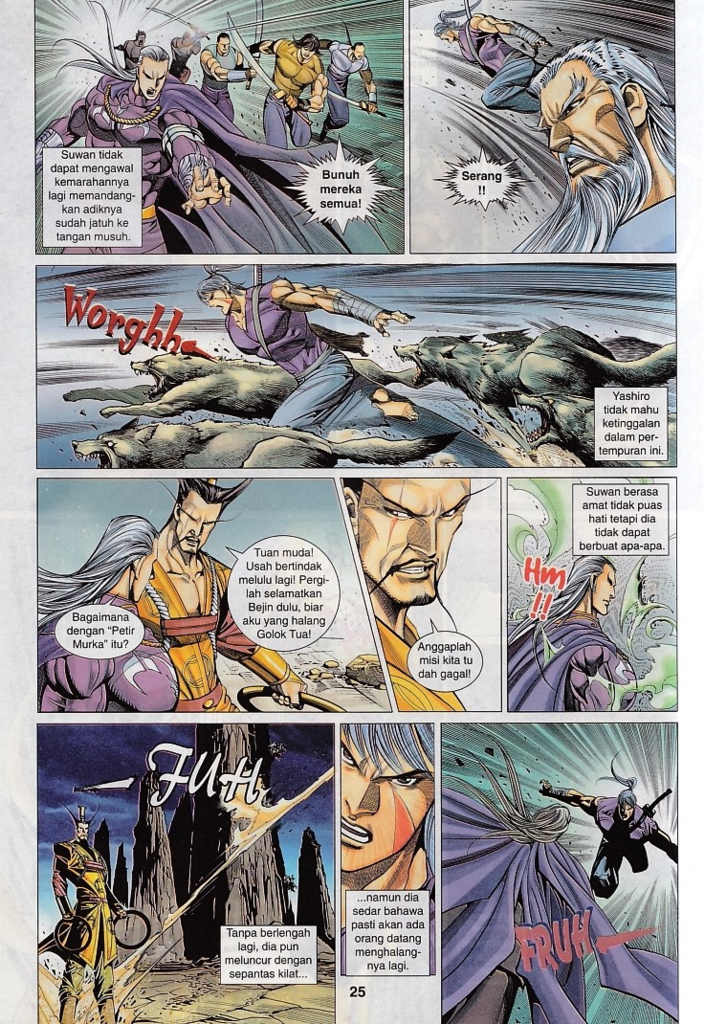 Suwan tidak
dapat mengawal
kemarahannya
lagi memandang-
kan adiknya
sudah jatuh ke
tangan musuh.
Bunuh
mereka
semua!
Serang
!!
Worghh
Yashiro
tidak mahu
ketinggalan
dalam per-
tempuran ini.
Bagaimana
dengan “Petir
Murka” itu?
Tuan muda!
Usah bertindak
melulu lagi! Pergi-
lah selamatkan
Bejin dulu, biar
aku yang halang
Golok Tua!
Anggaplah
misi kita tu
dah gagal!
Suwan berasa
amat tidak puas
hati tetapi dia
tidak dapat
berbuat apa-apa.
Hm
!!
FUH
Tanpa berlengah
lagi, dia pun
meluncur dengan
sepantas kilat...
...namun dia
sedar bahawa
pasti akan ada
orang datang
menghalang-
nya lagi.
FRUH
25